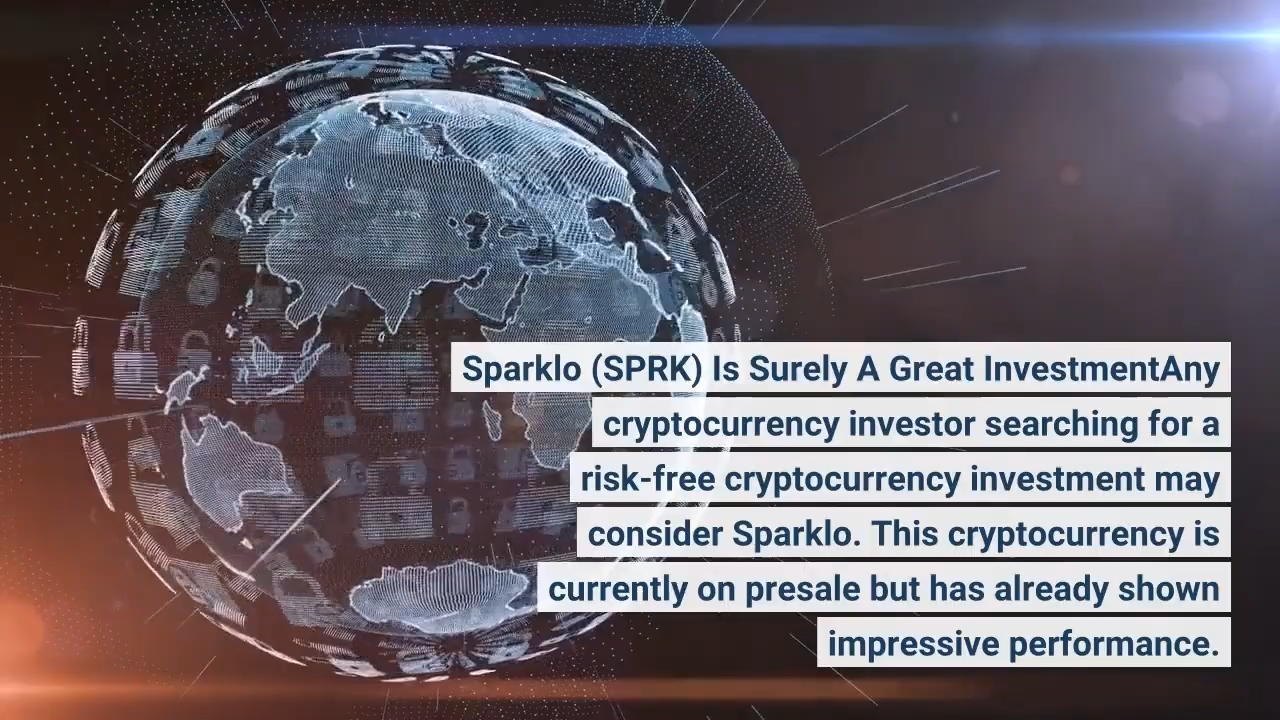 Sparklo (SPRK) Is Surely A Great InvestmentAny
cryptocurrency investor searching for a
risk-free cryptocurrency investment may
consider Sparklo. This cryptocurrency is
currently on presale but has already shown
impressive performance.